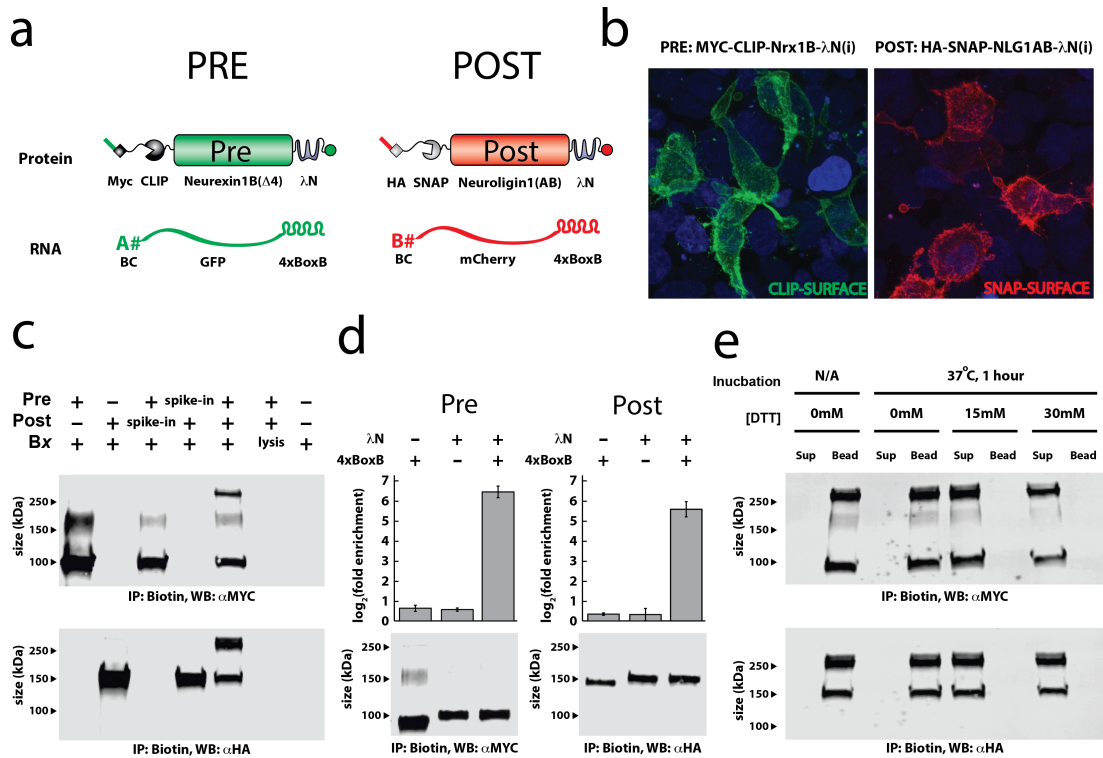 a
PRE
POST
Protein
Pre
Post
Myc CLIP Neurexin1B(Δ4) λN
HA SNAP Neuroligin1(AB) λN
RNA
A#
B#
BC GFP 4xBoxB
BC mCherry 4xBoxB
b
PRE: MYC-CLIP-Nrx1B-λN(i) POST: HA-SNAP-NLG1AB-λN(i)
CLIP-SURFACE
SNAP-SURFACE
c
Pre + – + spike-in + + –
Post – + spike-in + + + –
Bx + + + + + lysis +
size (kDa)
250
150
100
IP: Biotin, WB: αMYC
size (kDa)
250
150
100
IP: Biotin, WB: αHA
d
Pre
Post
λN – + + – + +
4xBoxB + – + + – +
log2(fold enrichment)
7
6
5
4
3
2
1
0
log2(fold enrichment)
7
6
5
4
3
2
1
0
size (kDa)
250
150
100
IP: Biotin, WB: αMYC
size (kDa)
250
150
100
IP: Biotin, WB: αHA
e
Inucbation N/A 37°C, 1 hour
[DTT] 0mM 0mM 15mM 30mM
Sup Bead Sup Bead Sup Bead Sup Bead
size (kDa)
250
150
100
IP: Biotin, WB: αMYC
size (kDa)
250
150
100
IP: Biotin, WB: αHA